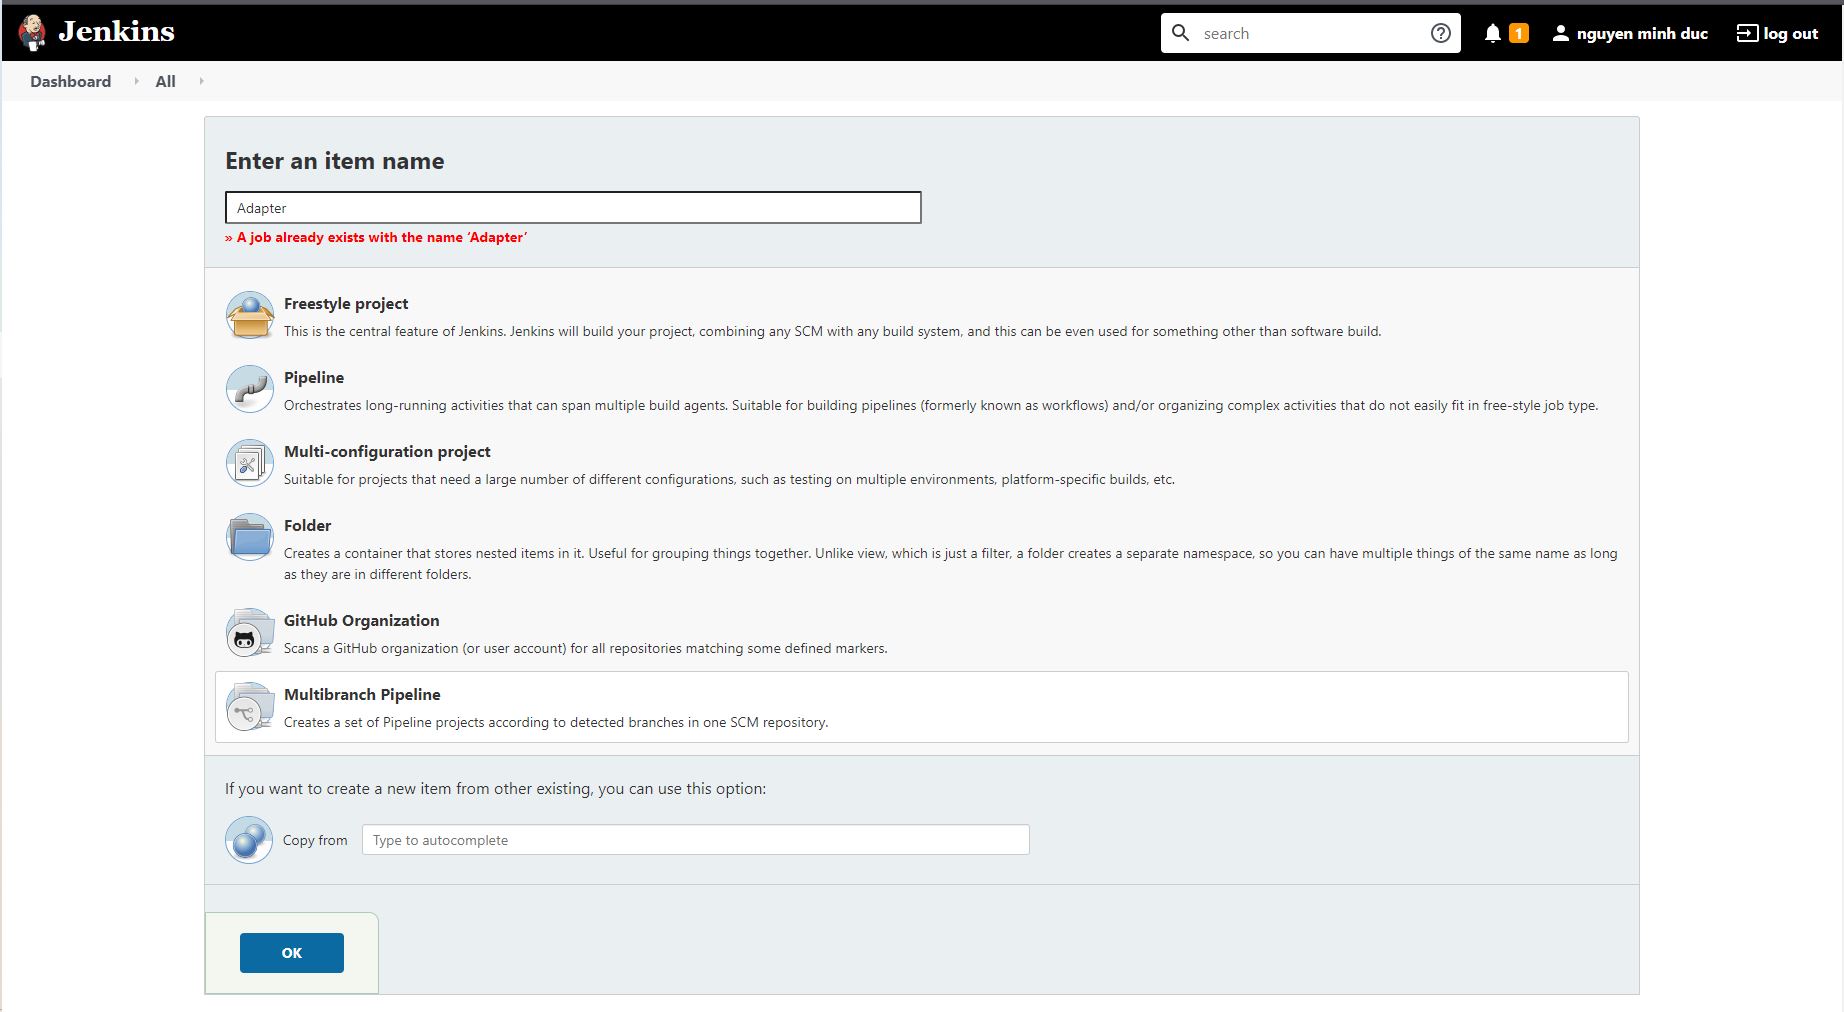 Jenkins
search
1
nguyen minh duc
log out
Dashboard
All
Enter an item name
Adapter
» A job already exists with the name ‘Adapter’
Freestyle project
This is the central feature of Jenkins. Jenkins will build your project, combining any SCM with any build system, and this can be even used for something other than software build.
Pipeline
Orchestrates long-running activities that can span multiple build agents. Suitable for building pipelines (formerly known as workflows) and/or organizing complex activities that do not easily fit in free-style job type.
Multi-configuration project
Suitable for projects that need a large number of different configurations, such as testing on multiple environments, platform-specific builds, etc.
Folder
Creates a container that stores nested items in it. Useful for grouping things together. Unlike view, which is just a filter, a folder creates a separate namespace, so you can have multiple things of the same name as long
as they are in different folders.
GitHub Organization
Scans a GitHub organization (or user account) for all repositories matching some defined markers.
Multibranch Pipeline
Creates a set of Pipeline projects according to detected branches in one SCM repository.
If you want to create a new item from other existing, you can use this option:
Copy from
Type to autocomplete
OK